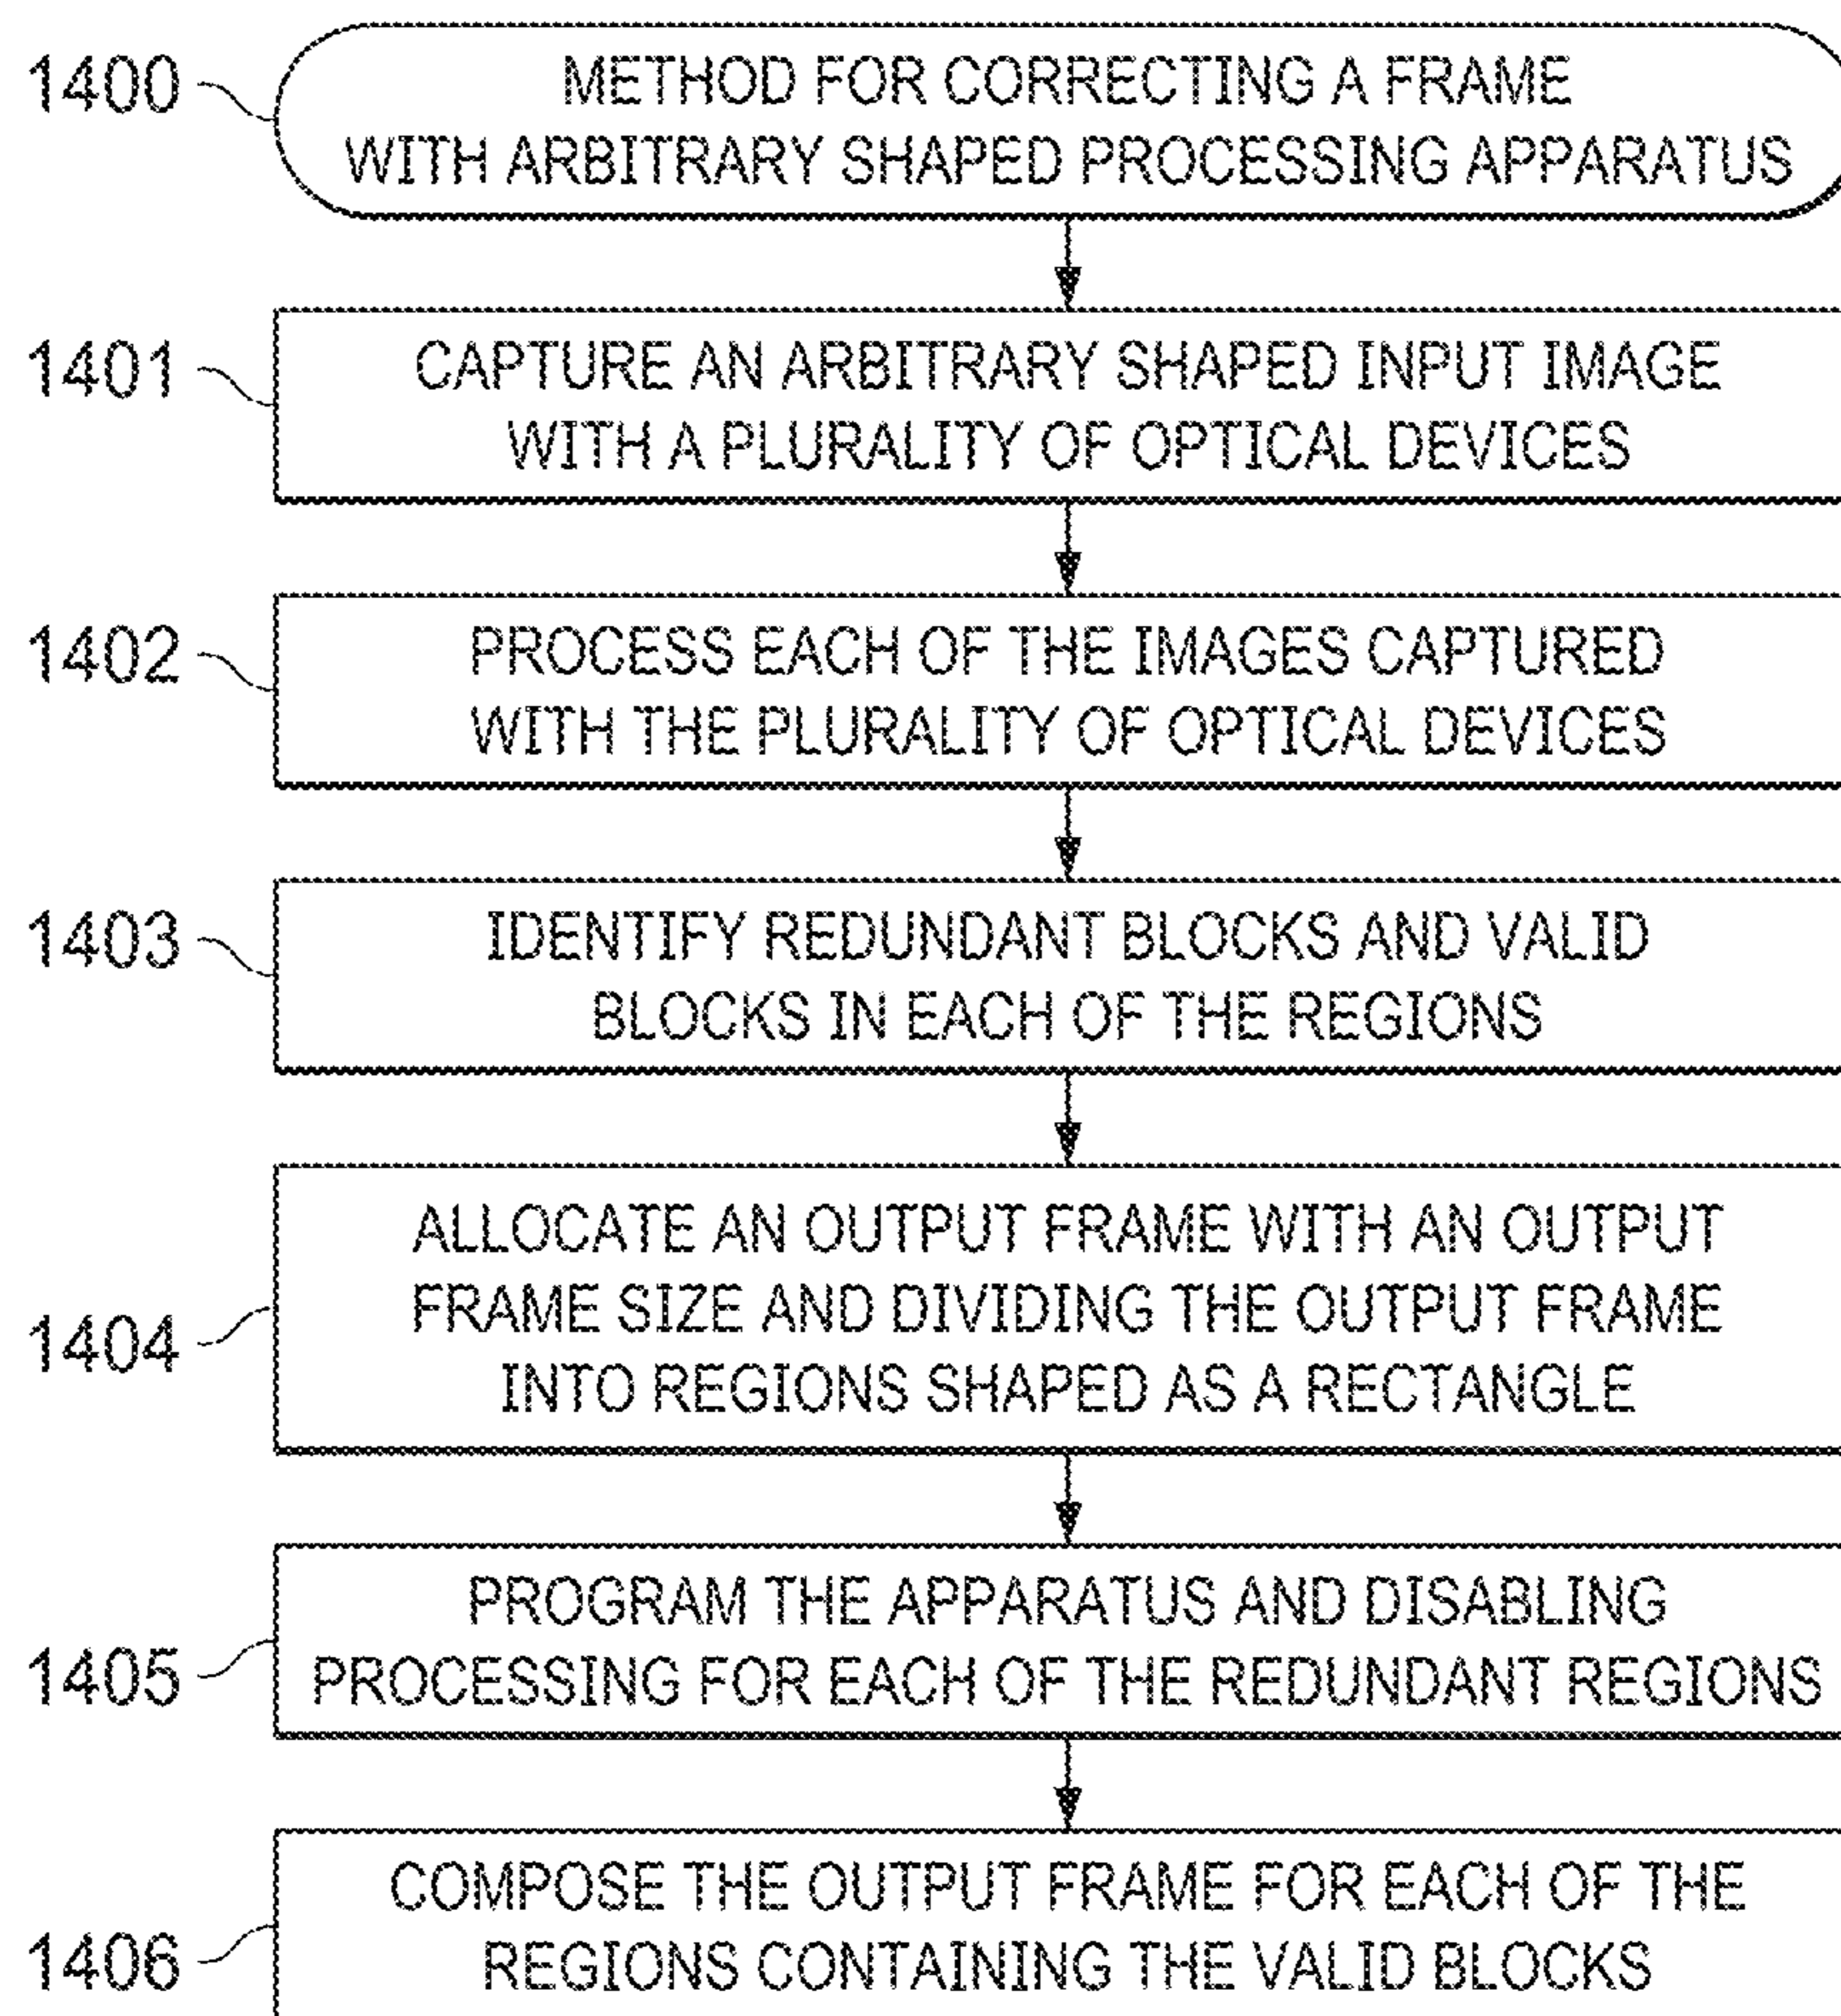 1400
METHOD FOR CORRECTING A FRAME
WITH ARBITRARY SHAPED PROCESSING APPARATUS
1401
CAPTURE AN ARBITRARY SHAPED INPUT IMAGE
WITH A PLURALITY OF OPTICAL DEVICES
1402
PROCESS EACH OF THE IMAGES CAPTURED
WITH THE PLURALITY OF OPTICAL DEVICES
1403
IDENTIFY REDUNDANT BLOCKS AND VALID
BLOCKS IN EACH OF THE REGIONS
1404
ALLOCATE AN OUTPUT FRAME WITH AN OUTPUT
FRAME SIZE AND DIVIDING THE OUTPUT FRAME
INTO REGIONS SHAPED AS A RECTANGLE
1405
PROGRAM THE APPARATUS AND DISABLING
PROCESSING FOR EACH OF THE REDUNDANT REGIONS
1406
COMPOSE THE OUTPUT FRAME FOR EACH OF THE
REGIONS CONTAINING THE VALID BLOCKS